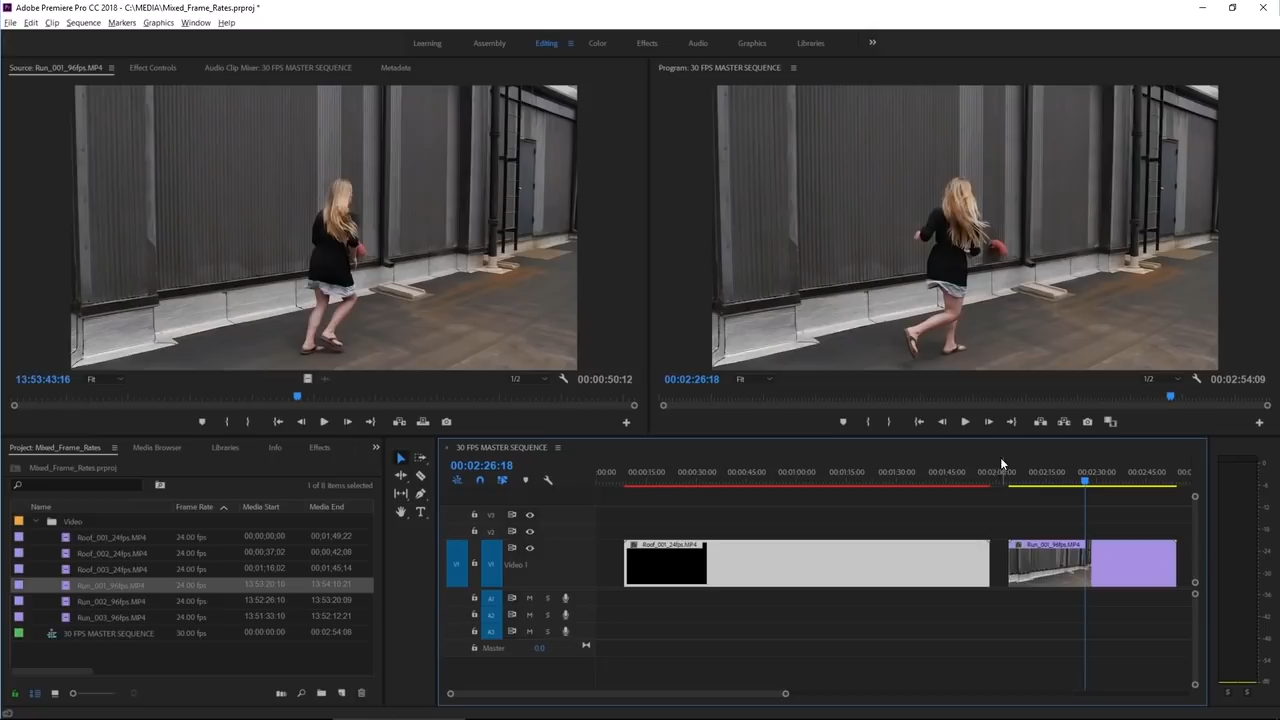 Adobe Premiere Pro CC 2018 - C:\MEDIA\Mixed_Frame_Rates.prproj *
File Edit Clip Sequence Markers Graphics Window Help
Learning Assembly Editing Color Effects Audio Graphics Libraries
Source: Run_001_96fps.MP4 Effect Controls Audio Clip Mixer: 30 FPS MASTER SEQUENCE Metadata
Program: 30 FPS MASTER SEQUENCE
13:53:43:16 Fit 1/2 00:00:50:12
00:02:26:18 Fit 1/2 00:02:54:09
Project: Mixed_Frame_Rates Media Browser Libraries Info Effects
Mixed_Frame_Rates.prproj
1 of 11 items selected
Name Frame Rate Media Start Media End
Video
Roof_001_24fps.MP4 24.00 fps 00;00;00;00 00;01;49;22
Roof_002_24fps.MP4 24.00 fps 00;00;37;02 00;00;42;08
Roof_003_24fps.MP4 24.00 fps 00;01;16;02 00;01;45;14
Run_001_96fps.MP4 24.00 fps 13:53:20:10 13:54:10:21
Run_002_96fps.MP4 24.00 fps 13:52:26:10 13:53:20:09
Run_003_96fps.MP4 24.00 fps 13:51:33:10 13:52:12:21
30 FPS MASTER SEQUENCE 30.00 fps 00:00:00:00 00:02:54:08
30 FPS MASTER SEQUENCE
00:02:26:18
:00:00 00:00:15:00 00:00:30:00 00:00:45:00 00:01:00:00 00:01:15:00 00:01:30:00 00:01:45:00 00:02:00:00 00:02:15:00 00:02:30:00 00:02:45:00
V3
V2
V1 V1 Video 1
Roof_001_24fps.MP4
Run_001_96fps.MP4
A1 M S
A2 M S
A3 M S
Master 0.0
S S